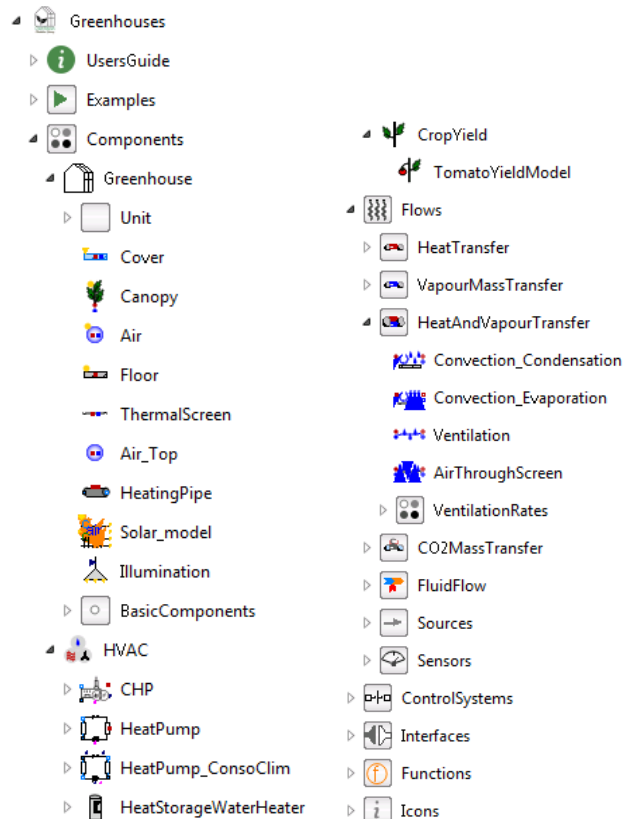 Greenhouses
UsersGuide
Examples
Components
Greenhouse
Unit
Cover
Canopy
Air
Floor
ThermalScreen
Air_Top
HeatingPipe
Solar_model
Illumination
BasicComponents
HVAC
CHP
HeatPump
HeatPump_ConsoClim
HeatStorageWaterHeater
CropYield
TomatoYieldModel
Flows
HeatTransfer
VapourMassTransfer
HeatAndVapourTransfer
Convection_Condensation
Convection_Evaporation
Ventilation
AirThroughScreen
VentilationRates
CO2MassTransfer
FluidFlow
Sources
Sensors
ControlSystems
Interfaces
Functions
Icons